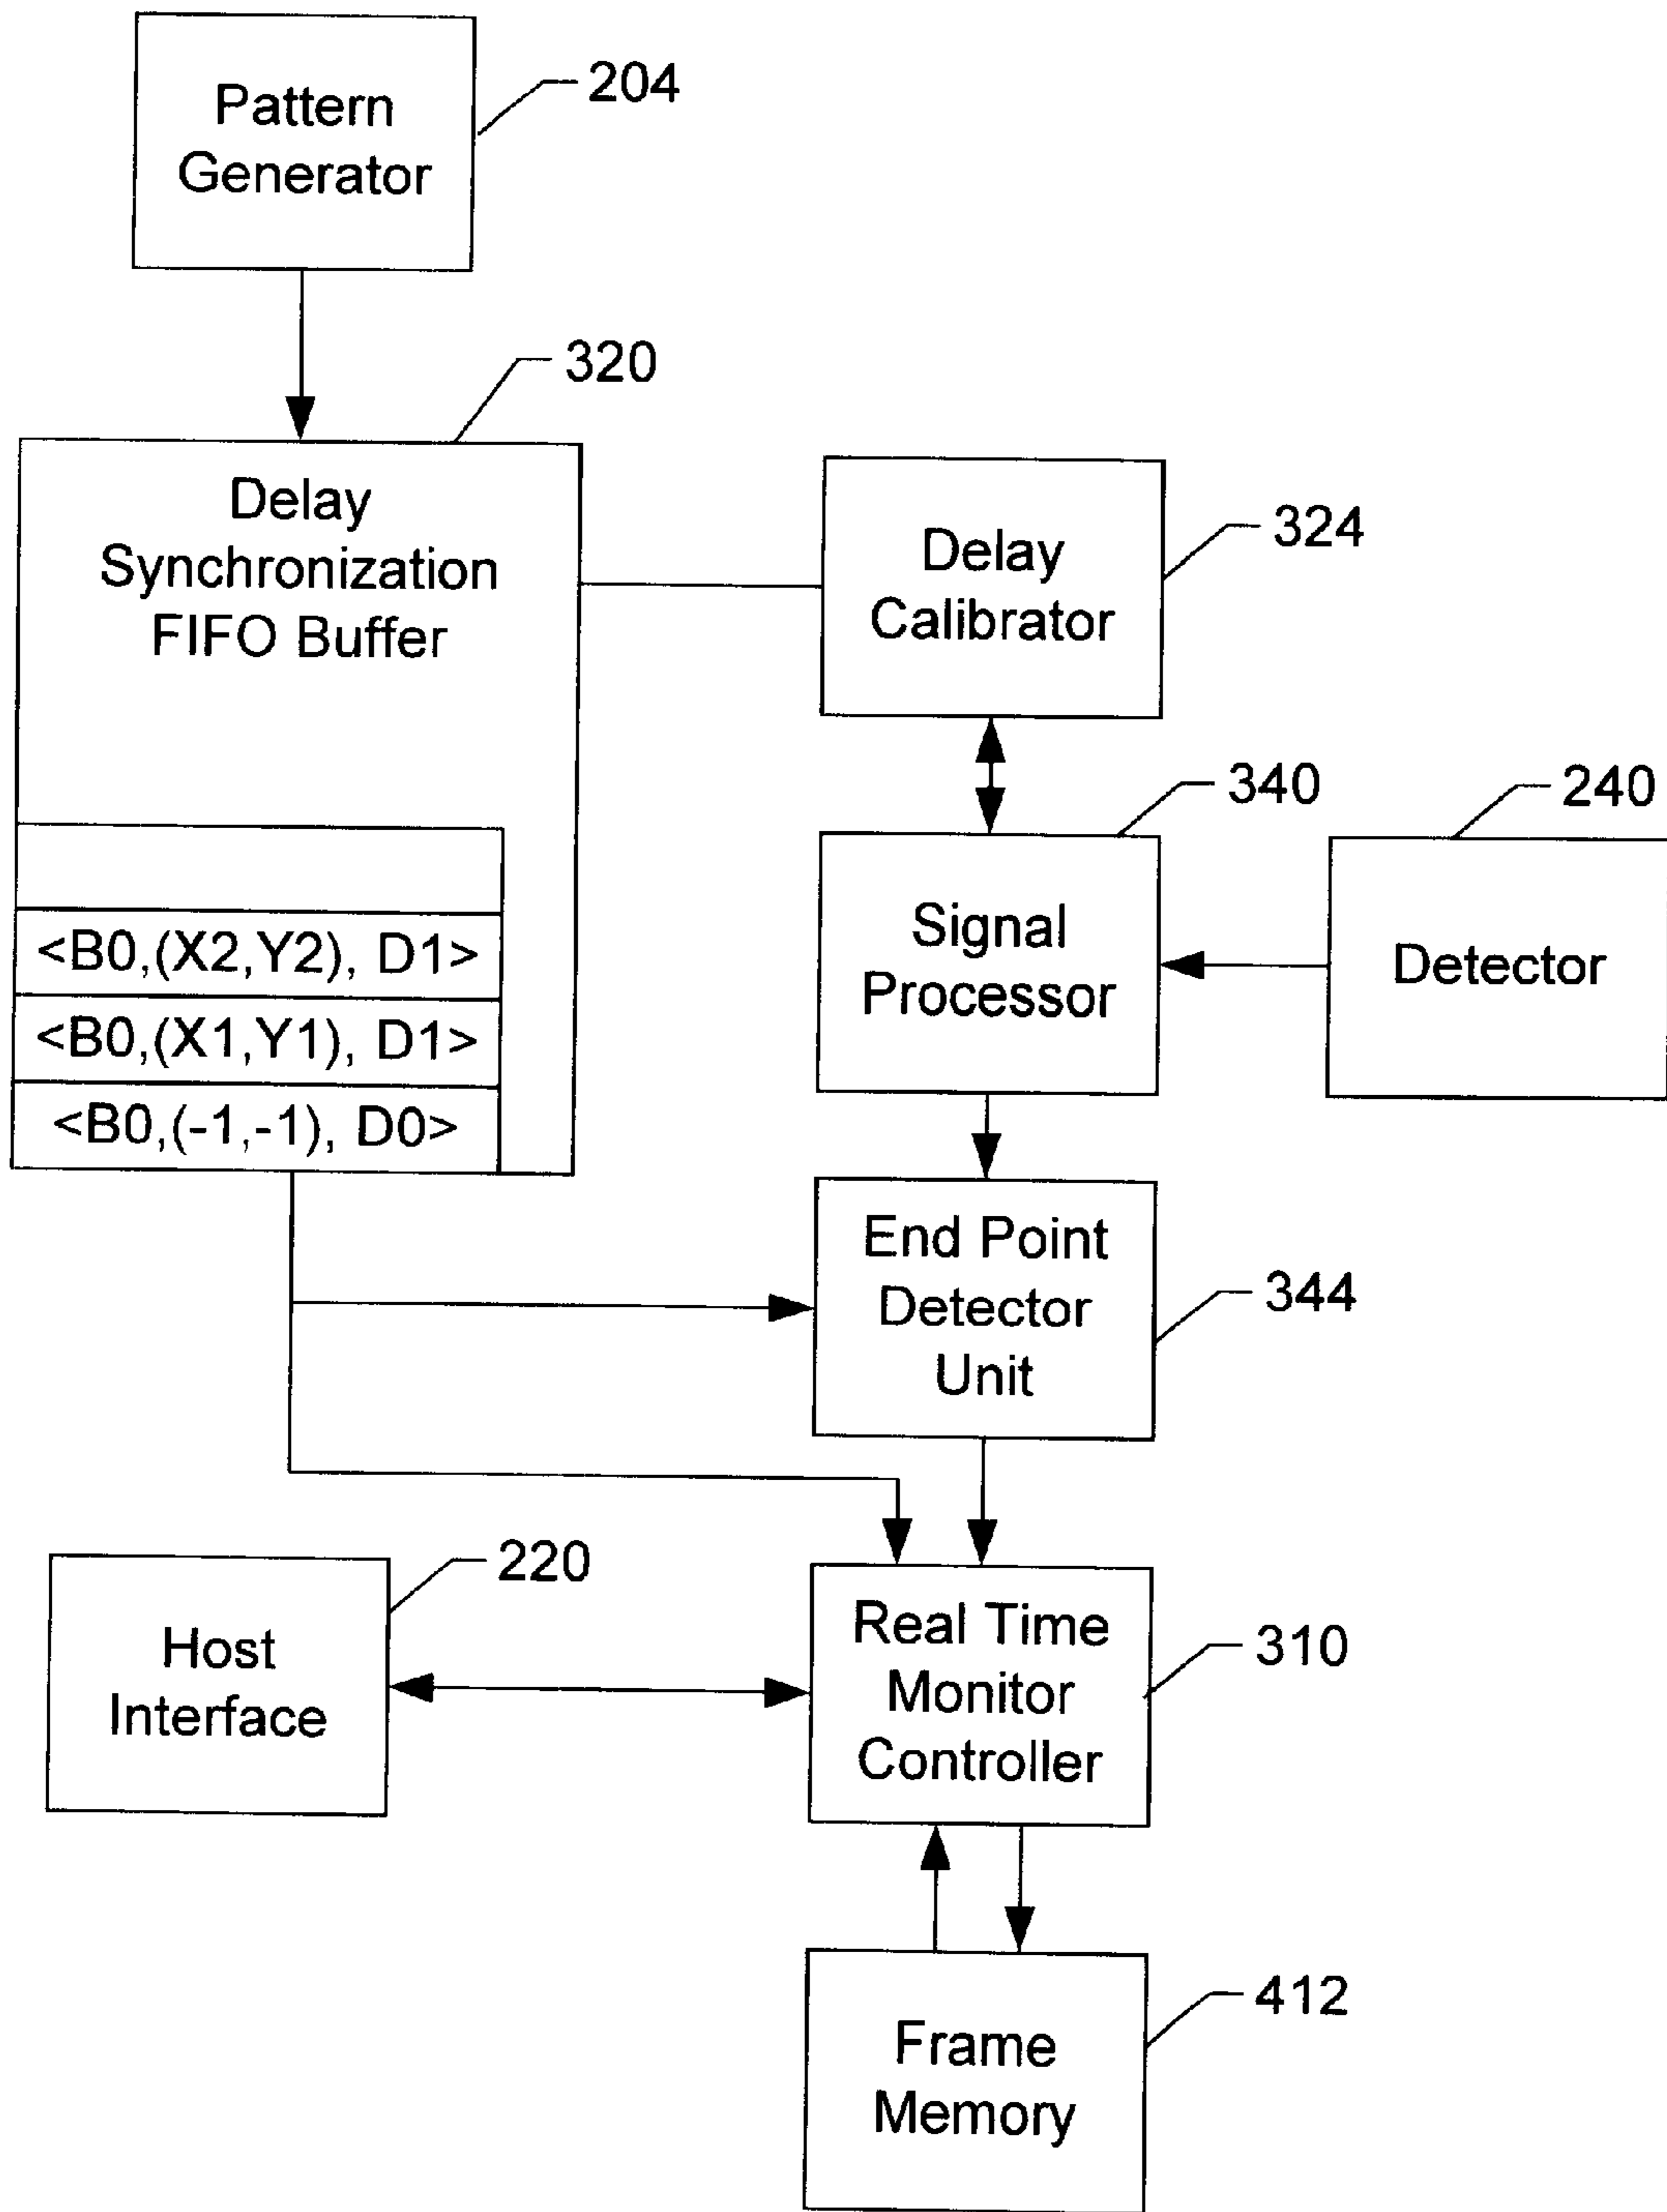 Pattern
Generator
204
320
Delay
Synchronization
FIFO Buffer
Delay
Calibrator
324
<B0,(X2,Y2), D1>
<B0,(X1,Y1), D1>
<B0,(-1,-1), D0>
340
Signal
Processor
240
Detector
End Point
Detector
Unit
344
220
Host
Interface
Real Time
Monitor
Controller
310
412
Frame
Memory